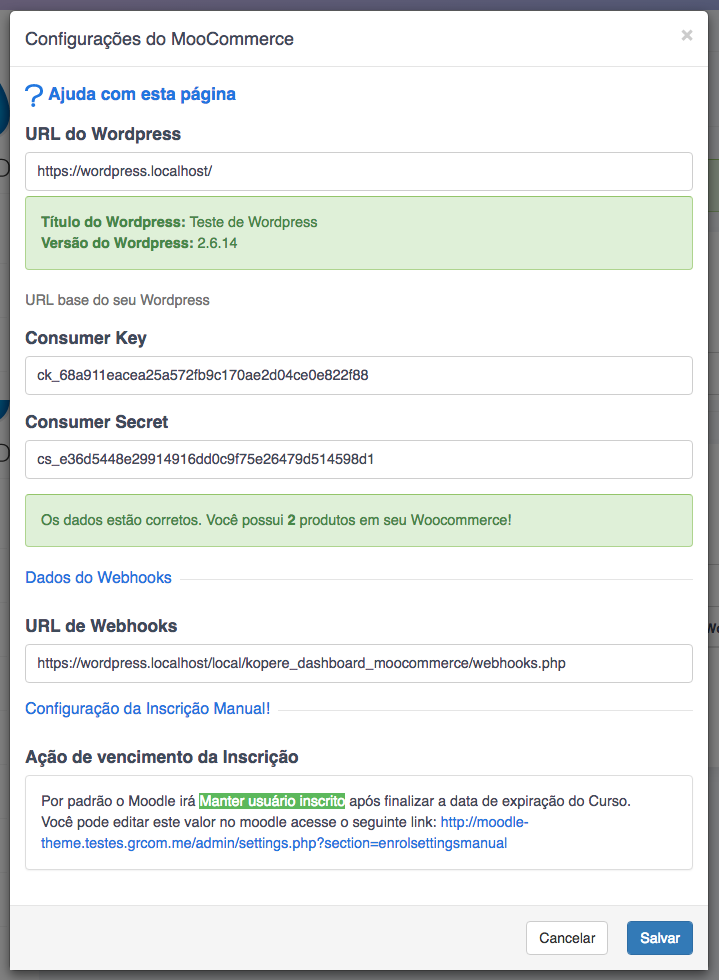 Configurações do MooCommerce
×
? Ajuda com esta página
URL do Wordpress
https://wordpress.localhost/
Título do Wordpress: Teste de Wordpress
Versão do Wordpress: 2.6.14
URL base do seu Wordpress
Consumer Key
ck_68a911eacea25a572fb9c170ae2d04ce0e822f88
Consumer Secret
cs_e36d5448e29914916dd0c9f75e26479d514598d1
Os dados estão corretos. Você possui 2 produtos em seu Woocommerce!
Dados do Webhooks
URL de Webhooks
https://wordpress.localhost/local/kopere_dashboard_moocommerce/webhooks.php
Configuração da Inscrição Manual!
Ação de vencimento da Inscrição
Por padrão o Moodle irá Manter usuário inscrito após finalizar a data de expiração do Curso.
Você pode editar este valor no moodle acesse o seguinte link: http://moodle-
theme.testes.grcom.me/admin/settings.php?section=enrolsettingsmanual
Cancelar Salvar